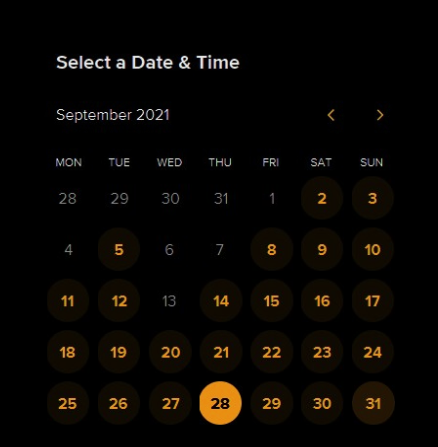 Select a Date & Time
September 2021
MON TUE WED THU FRI SAT SUN
28 29 30 31 1 2 3
4 5 6 7 8 9 10
11 12 13 14 15 16 17
18 19 20 21 22 23 24
25 26 27 28 29 30 31